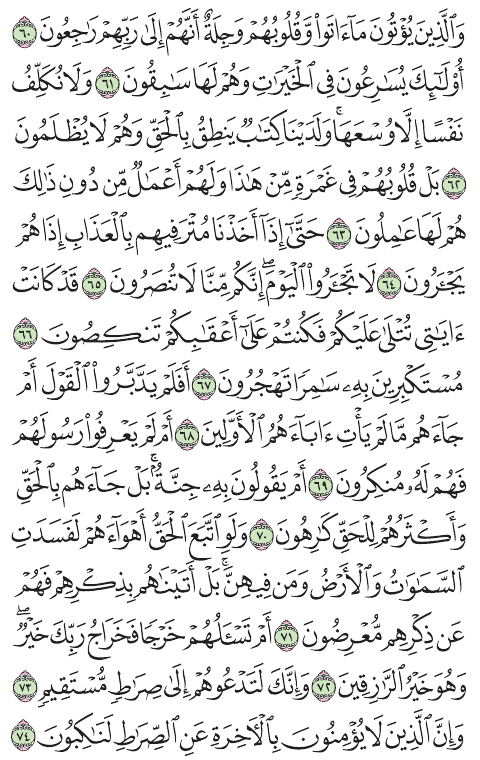 وَٱلَّذِينَ يُؤْتُونَ مَآ ءَاتَوا۟ وَّقُلُوبُهُمْ وَجِلَةٌ أَنَّهُمْ إِلَىٰ رَبِّهِمْ رَٰجِعُونَ ٦٠
أُو۟لَٰٓئِكَ يُسَٰرِعُونَ فِى ٱلْخَيْرَٰتِ وَهُمْ لَهَا سَٰبِقُونَ ٦١ وَلَا نُكَلِّفُ
نَفْسًا إِلَّا وُسْعَهَا ۚ وَلَدَيْنَا كِتَٰبٌ يَنطِقُ بِٱلْحَقِّ وَهُمْ لَا يُظْلَمُونَ
٦٢ بَلْ قُلُوبُهُمْ فِى غَمْرَةٍ مِّنْ هَٰذَا وَلَهُمْ أَعْمَٰلٌ مِّن دُونِ ذَٰلِكَ
هُمْ لَهَا عَٰمِلُونَ ٦٣ حَتَّىٰٓ إِذَآ أَخَذْنَا مُتْرَفِيهِم بِٱلْعَذَابِ إِذَا هُمْ
يَجْـَٔرُونَ ٦٤ لَا تَجْـَٔرُوا۟ ٱلْيَوْمَ ۖ إِنَّكُم مِّنَّا لَا تُنصَرُونَ ٦٥ قَدْ كَانَتْ
ءَايَٰتِى تُتْلَىٰ عَلَيْكُمْ فَكُنتُمْ عَلَىٰٓ أَعْقَٰبِكُمْ تَنكِصُونَ ٦٦
مُسْتَكْبِرِينَ بِهِۦ سَٰمِرًا تَهْجُرُونَ ٦٧ أَفَلَمْ يَدَّبَّرُوا۟ ٱلْقَوْلَ أَمْ
جَآءَهُم مَّا لَمْ يَأْتِ ءَابَآءَهُمُ ٱلْأَوَّلِينَ ٦٨ أَمْ لَمْ يَعْرِفُوا۟ رَسُولَهُمْ
فَهُمْ لَهُۥ مُنكِرُونَ ٦٩ أَمْ يَقُولُونَ بِهِۦ جِنَّةٌۢ ۚ بَلْ جَآءَهُم بِٱلْحَقِّ
وَأَكْثَرُهُمْ لِلْحَقِّ كَٰرِهُونَ ٧٠ وَلَوِ ٱتَّبَعَ ٱلْحَقُّ أَهْوَآءَهُمْ لَفَسَدَتِ
ٱلسَّمَٰوَٰتُ وَٱلْأَرْضُ وَمَن فِيهِنَّ ۚ بَلْ أَتَيْنَٰهُم بِذِكْرِهِمْ فَهُمْ
عَن ذِكْرِهِم مُّعْرِضُونَ ٧١ أَمْ تَسْـَٔلُهُمْ خَرْجًا فَخَرَاجُ رَبِّكَ خَيْرٌ ۖ
وَهُوَ خَيْرُ ٱلرَّٰزِقِينَ ٧٢ وَإِنَّكَ لَتَدْعُوهُمْ إِلَىٰ صِرَٰطٍ مُّسْتَقِيمٍ ٧٣
وَإِنَّ ٱلَّذِينَ لَا يُؤْمِنُونَ بِٱلْأَخِرَةِ عَنِ ٱلصِّرَٰطِ لَنَٰكِبُونَ ٧٤